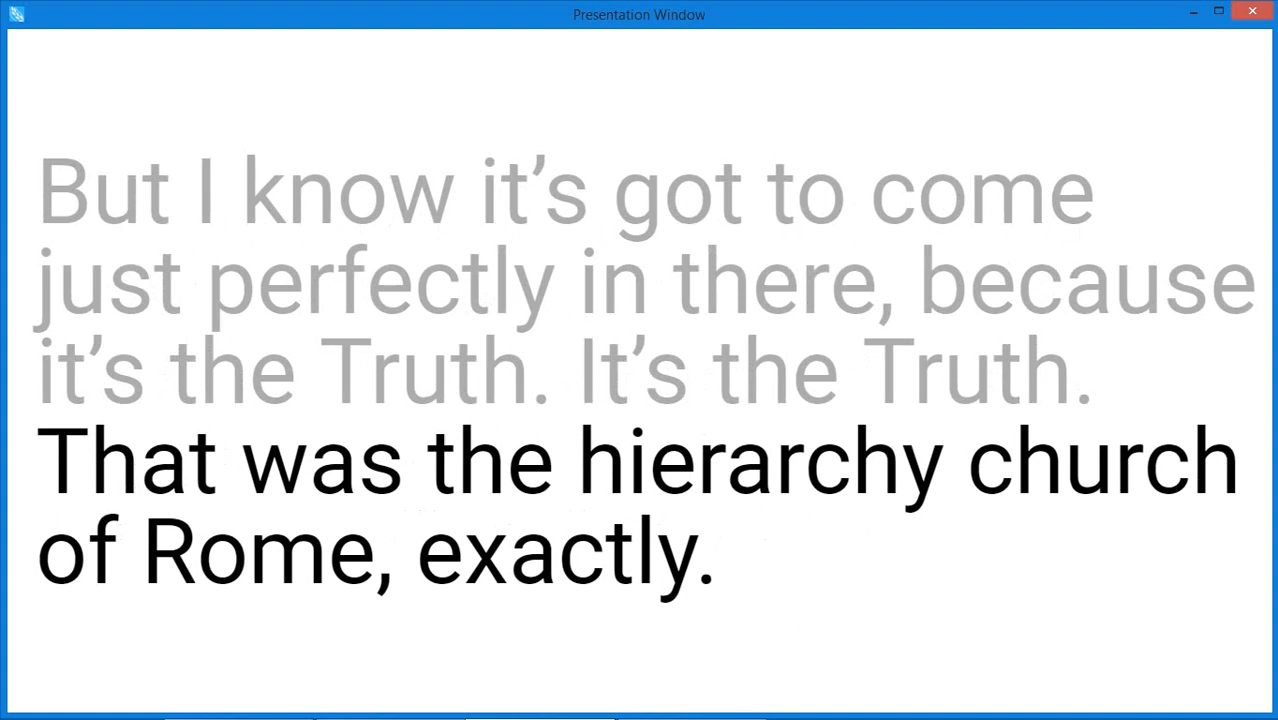 Presentation Window
But I know it’s got to come
just perfectly in there, because
it’s the Truth. It’s the Truth.
That was the hierarchy church
of Rome, exactly.